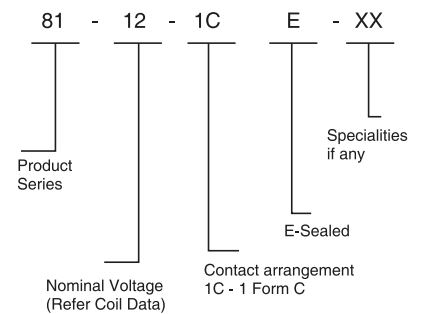 81 - 12 - 1C E - XX
Specialities
if any
Product
Series
E-Sealed
Contact arrangement
1C - 1 Form C
Nominal Voltage
(Refer Coil Data)